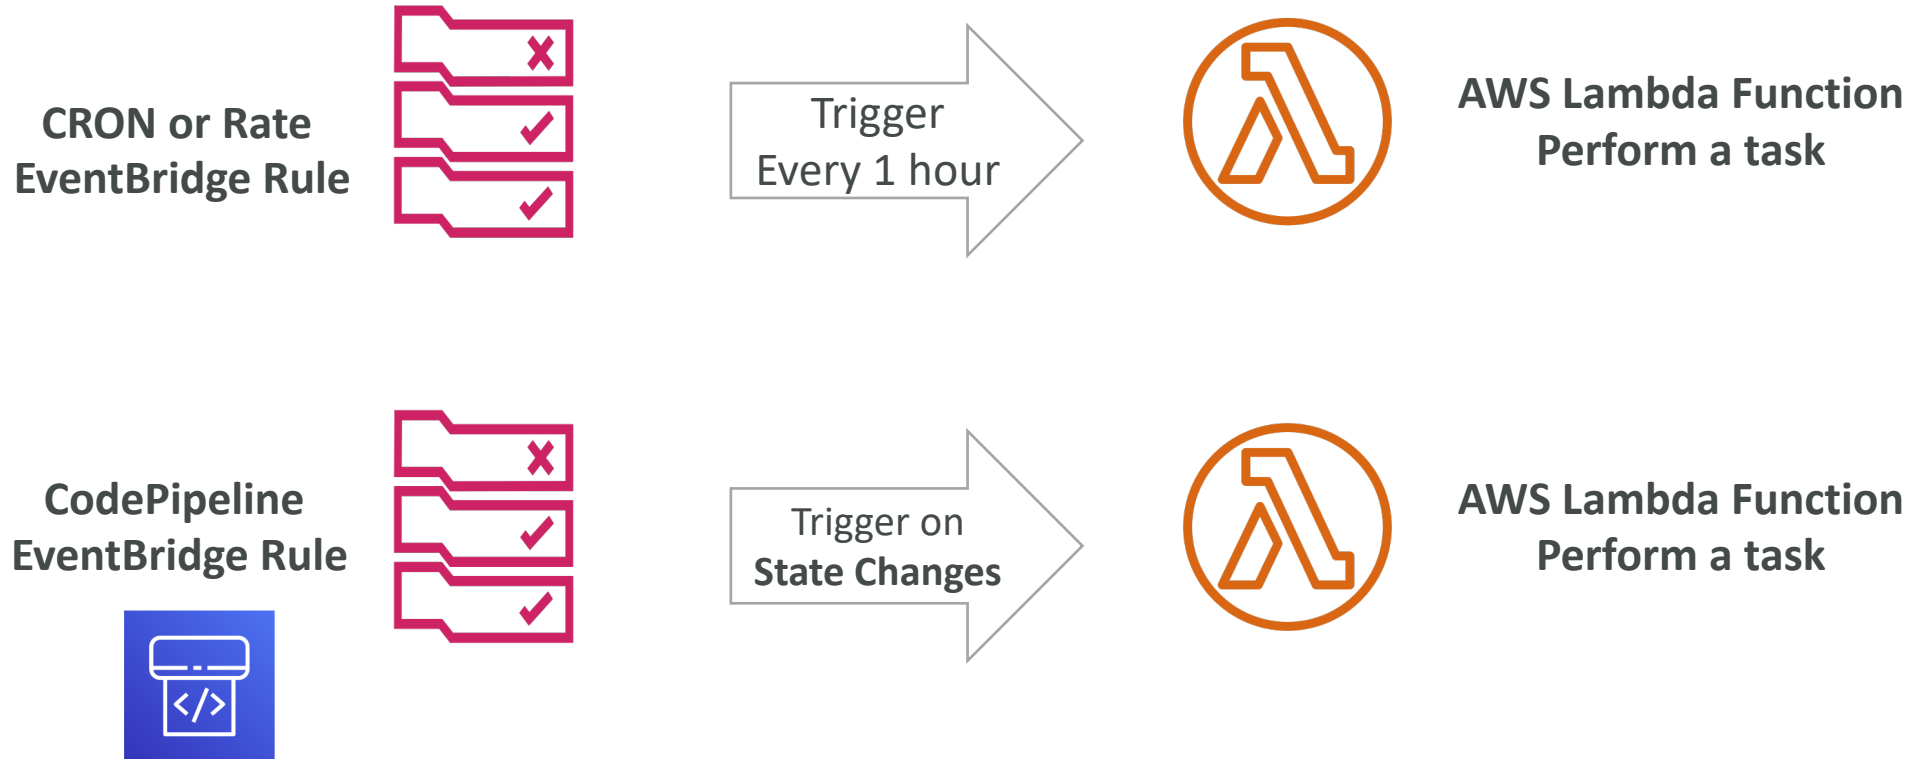 CRON or Rate
EventBridge Rule
Trigger
Every 1 hour
AWS Lambda Function
Perform a task
CodePipeline
EventBridge Rule
</>
Trigger on
State Changes
AWS Lambda Function
Perform a task